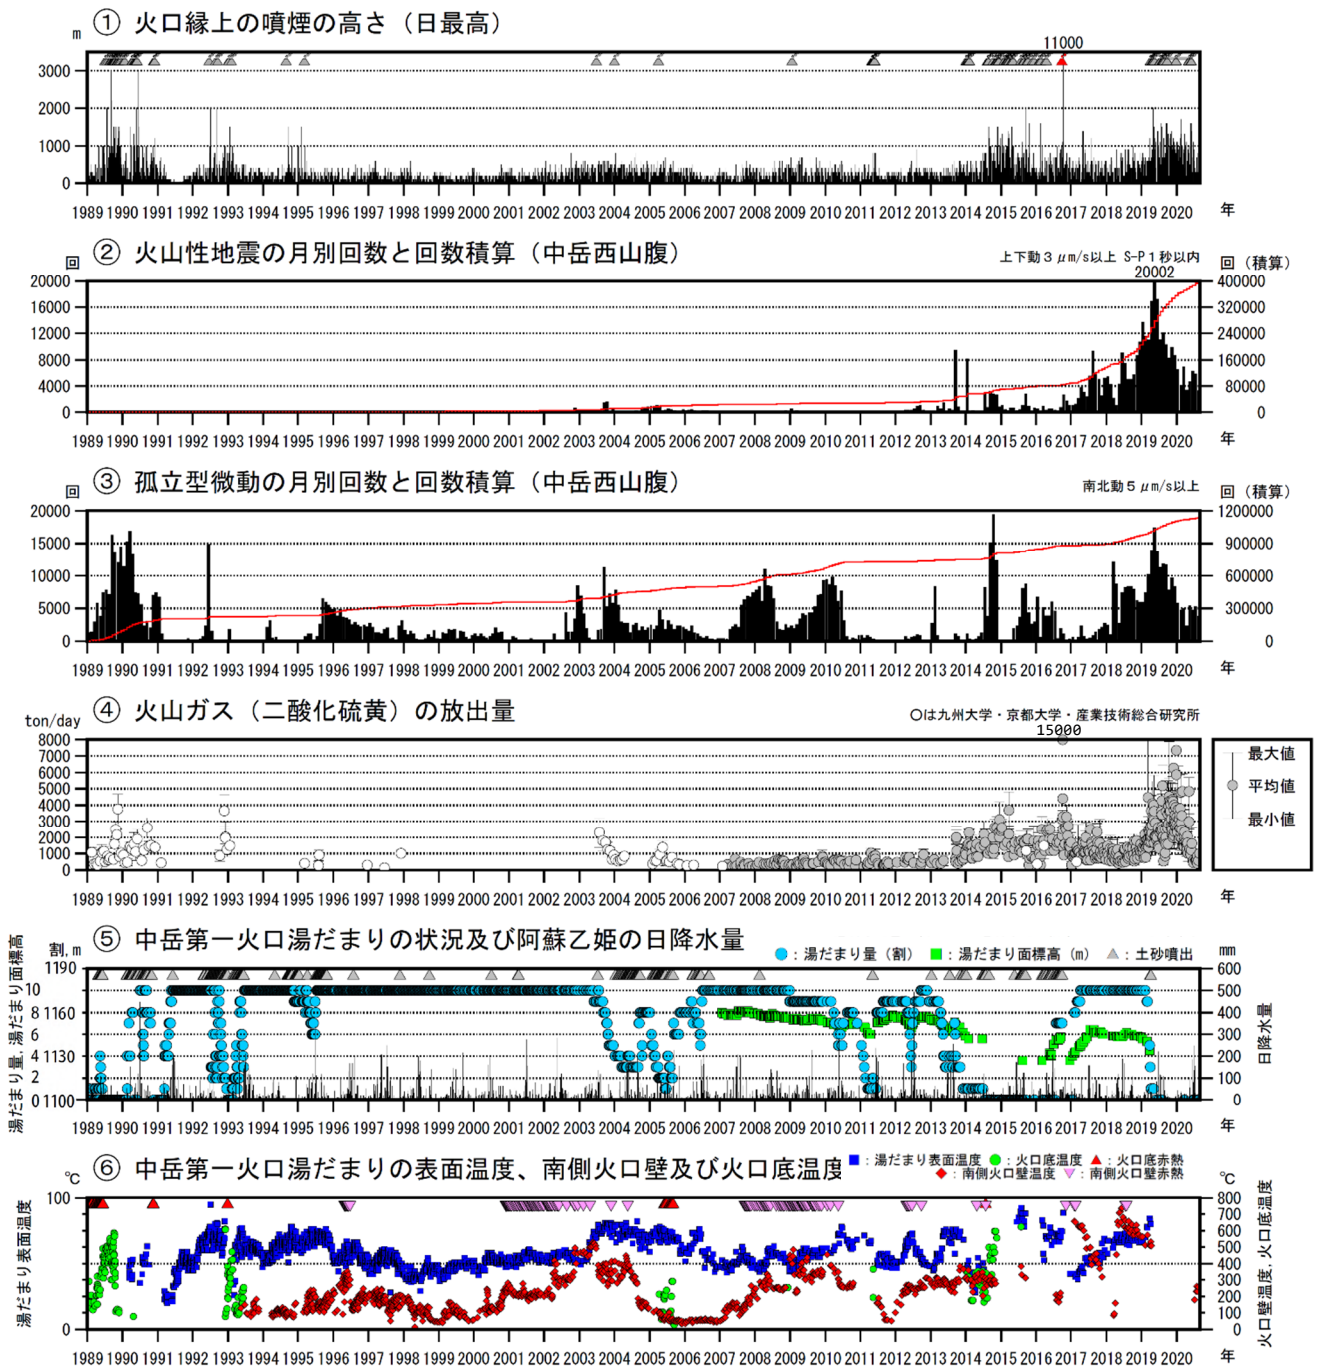 ① 火口縁上の噴煙の高さ（日最高）
m
11000
3000
2000
1000
0
1989 1990 1991 1992 1993 1994 1995 1996 1997 1998 1999 2000 2001 2002 2003 2004 2005 2006 2007 2008 2009 2010 2011 2012 2013 2014 2015 2016 2017 2018 2019 2020 年
② 火山性地震の月別回数と回数積算（中岳西山腹）
上下動３μm/s以上 S-P１秒以内
回
回（積算）
20002
20000 400000
16000 320000
12000 240000
8000 160000
4000 80000
0 0
1989 1990 1991 1992 1993 1994 1995 1996 1997 1998 1999 2000 2001 2002 2003 2004 2005 2006 2007 2008 2009 2010 2011 2012 2013 2014 2015 2016 2017 2018 2019 2020 年
③ 孤立型微動の月別回数と回数積算（中岳西山腹）
南北動５μm/s以上
回
回（積算）
20000 1200000
15000 900000
10000 600000
5000 300000
0 0
1989 1990 1991 1992 1993 1994 1995 1996 1997 1998 1999 2000 2001 2002 2003 2004 2005 2006 2007 2008 2009 2010 2011 2012 2013 2014 2015 2016 2017 2018 2019 2020 年
④ 火山ガス（二酸化硫黄）の放出量
ton/day
○は九州大学・京都大学・産業技術総合研究所
15000
8000
7000
6000
5000
4000
3000
2000
1000
0
最大値
平均値
最小値
1989 1990 1991 1992 1993 1994 1995 1996 1997 1998 1999 2000 2001 2002 2003 2004 2005 2006 2007 2008 2009 2010 2011 2012 2013 2014 2015 2016 2017 2018 2019 2020 年
⑤ 中岳第一火口湯だまりの状況及び阿蘇乙姫の日降水量
割,m
：湯だまり量（割） ：湯だまり面標高（m） ：土砂噴出
mm
湯だまり量、湯だまり面標高
日降水量
1190 600
10 500
8 1160 400
6 300
4 1130 200
2 100
0 1100 0
1989 1990 1991 1992 1993 1994 1995 1996 1997 1998 1999 2000 2001 2002 2003 2004 2005 2006 2007 2008 2009 2010 2011 2012 2013 2014 2015 2016 2017 2018 2019 2020 年
⑥ 中岳第一火口湯だまりの表面温度、南側火口壁及び火口底温度
：湯だまり表面温度 ：火口底温度 ：火口底赤熱
：南側火口壁温度 ：南側火口壁赤熱
℃
℃
湯だまり表面温度
火口壁温度、火口底温度
100 800
700
600
500
400
300
200
100
0 0
1989 1990 1991 1992 1993 1994 1995 1996 1997 1998 1999 2000 2001 2002 2003 2004 2005 2006 2007 2008 2009 2010 2011 2012 2013 2014 2015 2016 2017 2018 2019 2020 年